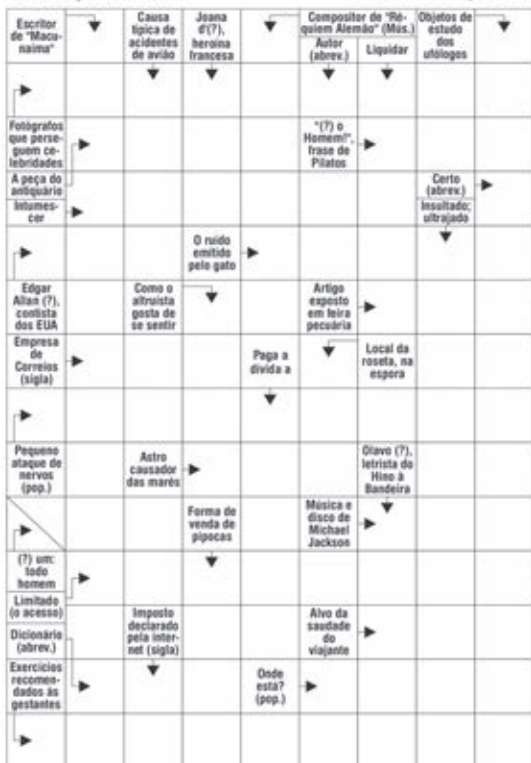 Escritor
de "Macu-
naíma"
Causa
típica de
acidentes
de avião
Joana
d'(?),
heroína
francesa
Compositor de "Ré-
quiem Alemão" (Mús.)
Autor
(abrev.)
Liquidar
Objetos de
estudo
dos
ufólogos
Fotógrafos
que perse-
guem ce-
lebridades
"(?) o
Homem!",
frase de
Pilatos
A peça do
antiquário
Intumes-
cer
Certo
(abrev.)
Insultado;
ultrajado
O ruído
emitido
pelo gato
Edgar
Allan (?),
contista
dos EUA
Como o
altruísta
gosta de
se sentir
Artigo
exposto
em feira
pecuária
Empresa
de
Correios
(sigla)
Paga a
dívida a
Local da
roseta, na
espora
Pequeno
ataque de
nervos
(pop.)
Astro
causador
das marés
Olavo (?),
letrista do
Hino à
Bandeira
Forma de
venda de
pipocas
Música e
disco de
Michael
Jackson
(?) um:
todo
homem
Limitado
(o acesso)
Dicionário
(abrev.)
Imposto
declarado
pela inter-
net (sigla)
Alvo da
saudade
do
viajante
Exercícios
recomen-
dados às
gestantes
Onde
está?
(pop.)